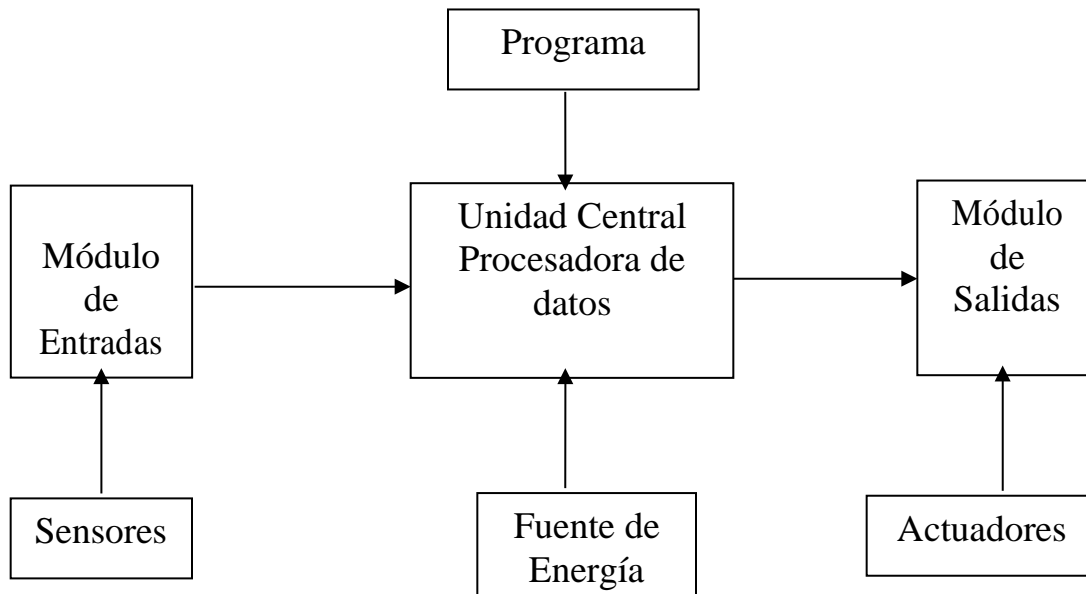 Programa
Módulo
de
Entradas
Unidad Central
Procesadora de
datos
Módulo
de
Salidas
Sensores
Fuente de
Energía
Actuadores